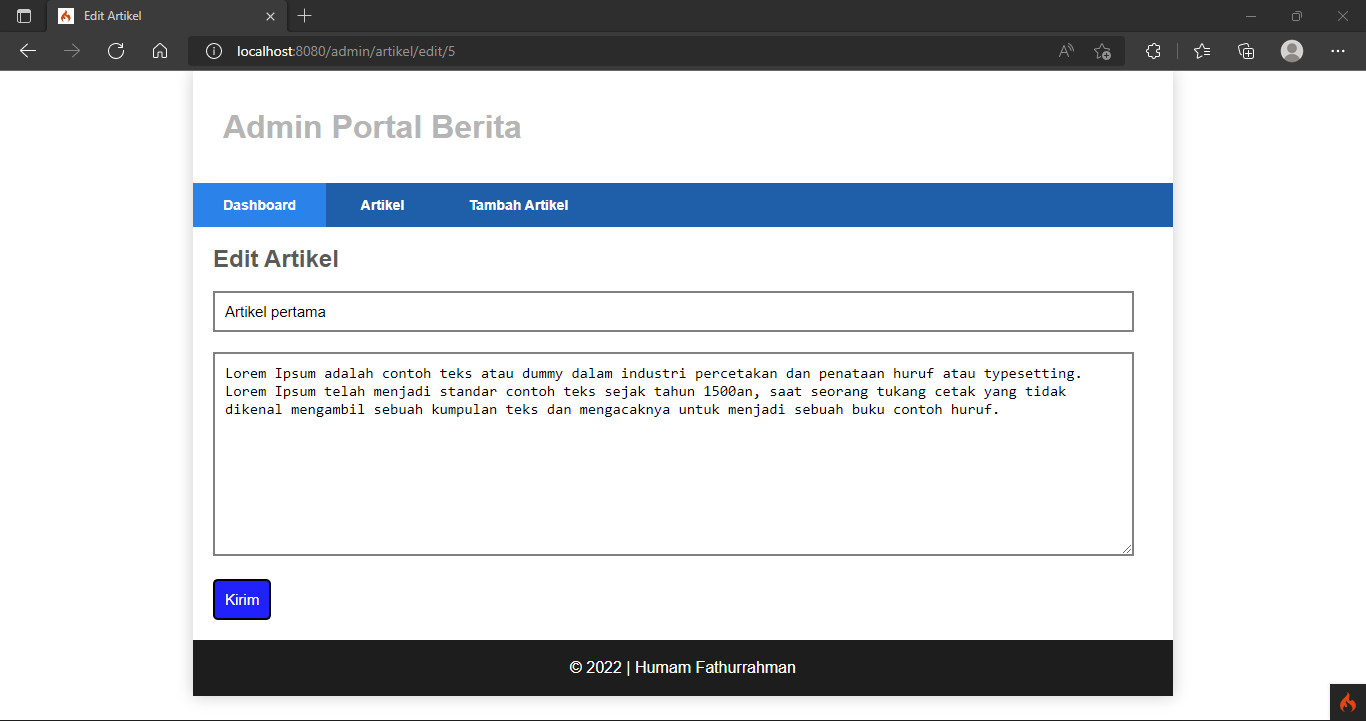 Edit Artikel
localhost:8080/admin/artikel/edit/5
Admin Portal Berita
Dashboard Artikel Tambah Artikel
Edit Artikel
Artikel pertama
Lorem Ipsum adalah contoh teks atau dummy dalam industri percetakan dan penataan huruf atau typesetting.
Lorem Ipsum telah menjadi standar contoh teks sejak tahun 1500an, saat seorang tukang cetak yang tidak
dikenal mengambil sebuah kumpulan teks dan mengacaknya untuk menjadi sebuah buku contoh huruf.
Kirim
© 2022 | Humam Fathurrahman